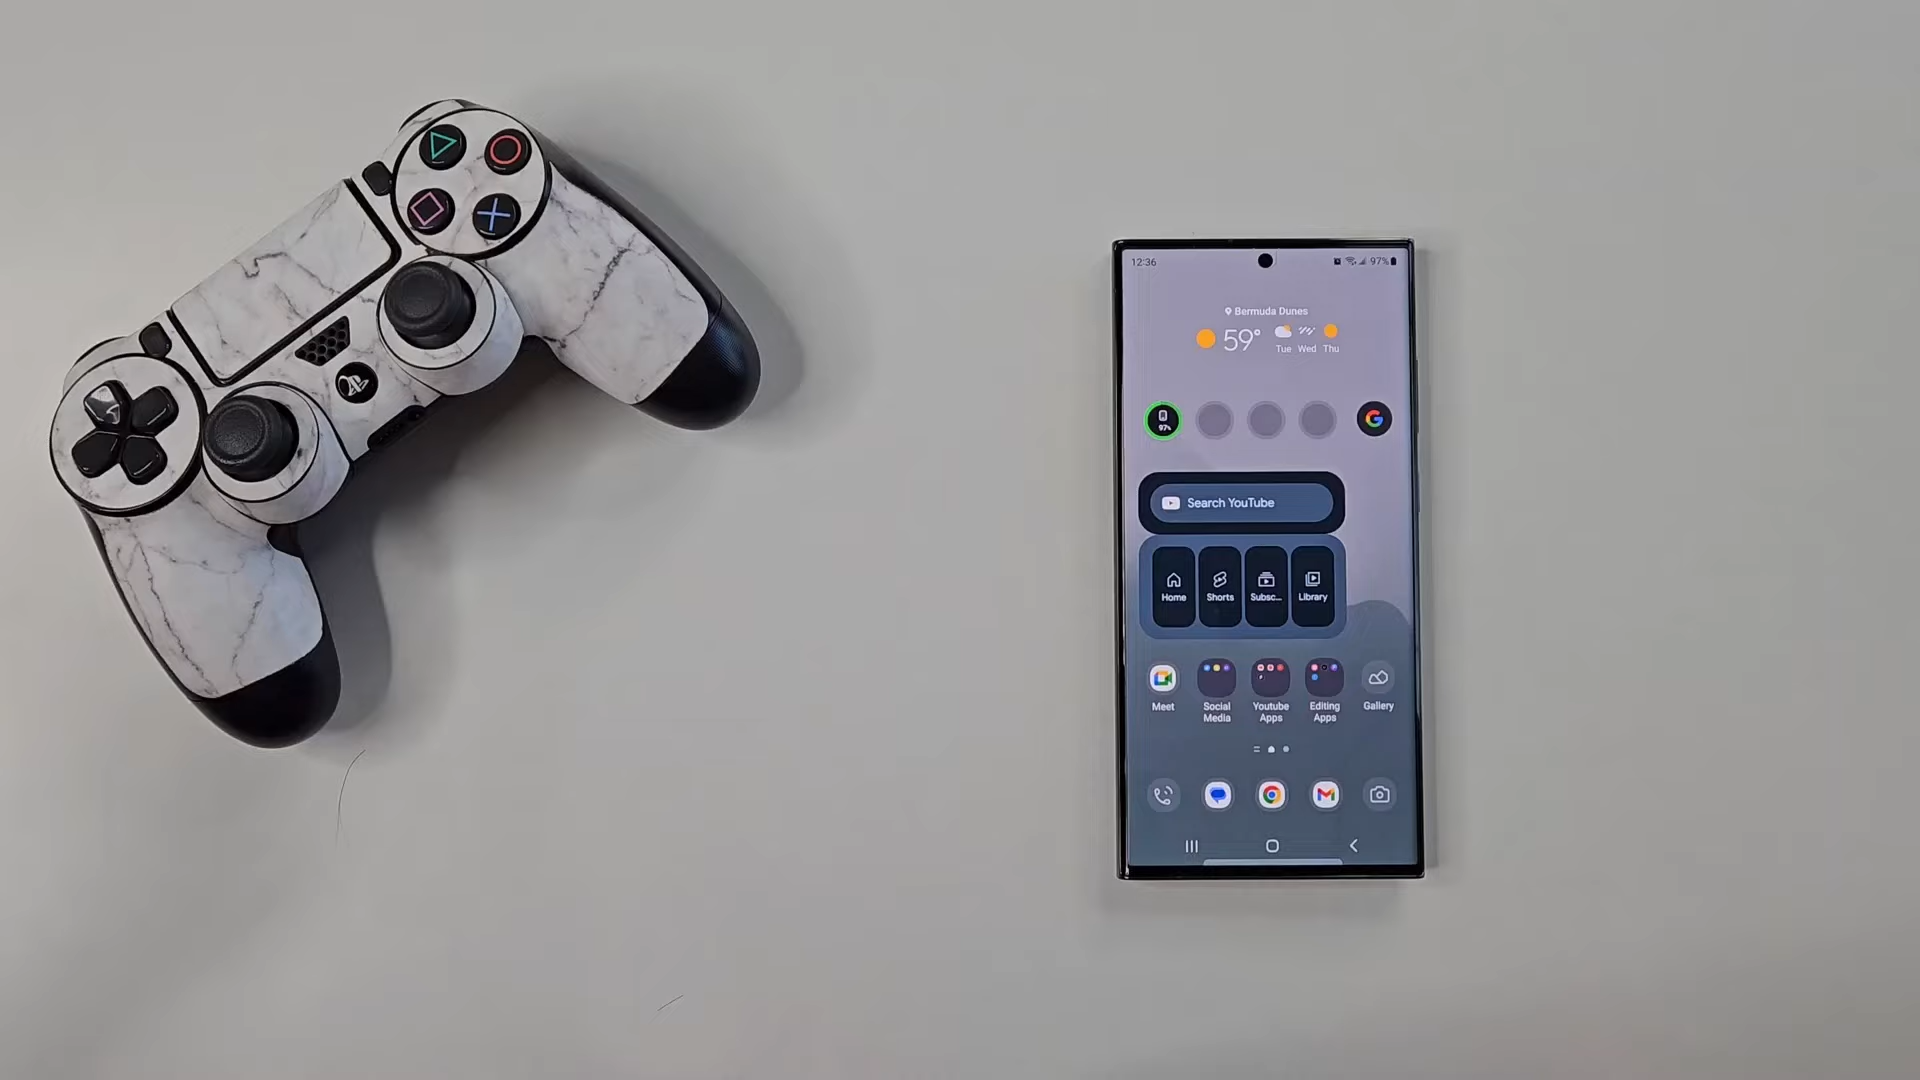 12:36
97%
Bermuda Dunes
59°
Tue Wed Thu
97%
Search YouTube
Home Shorts Subsc... Library
Meet Social Media Youtube Apps Editing Apps Gallery